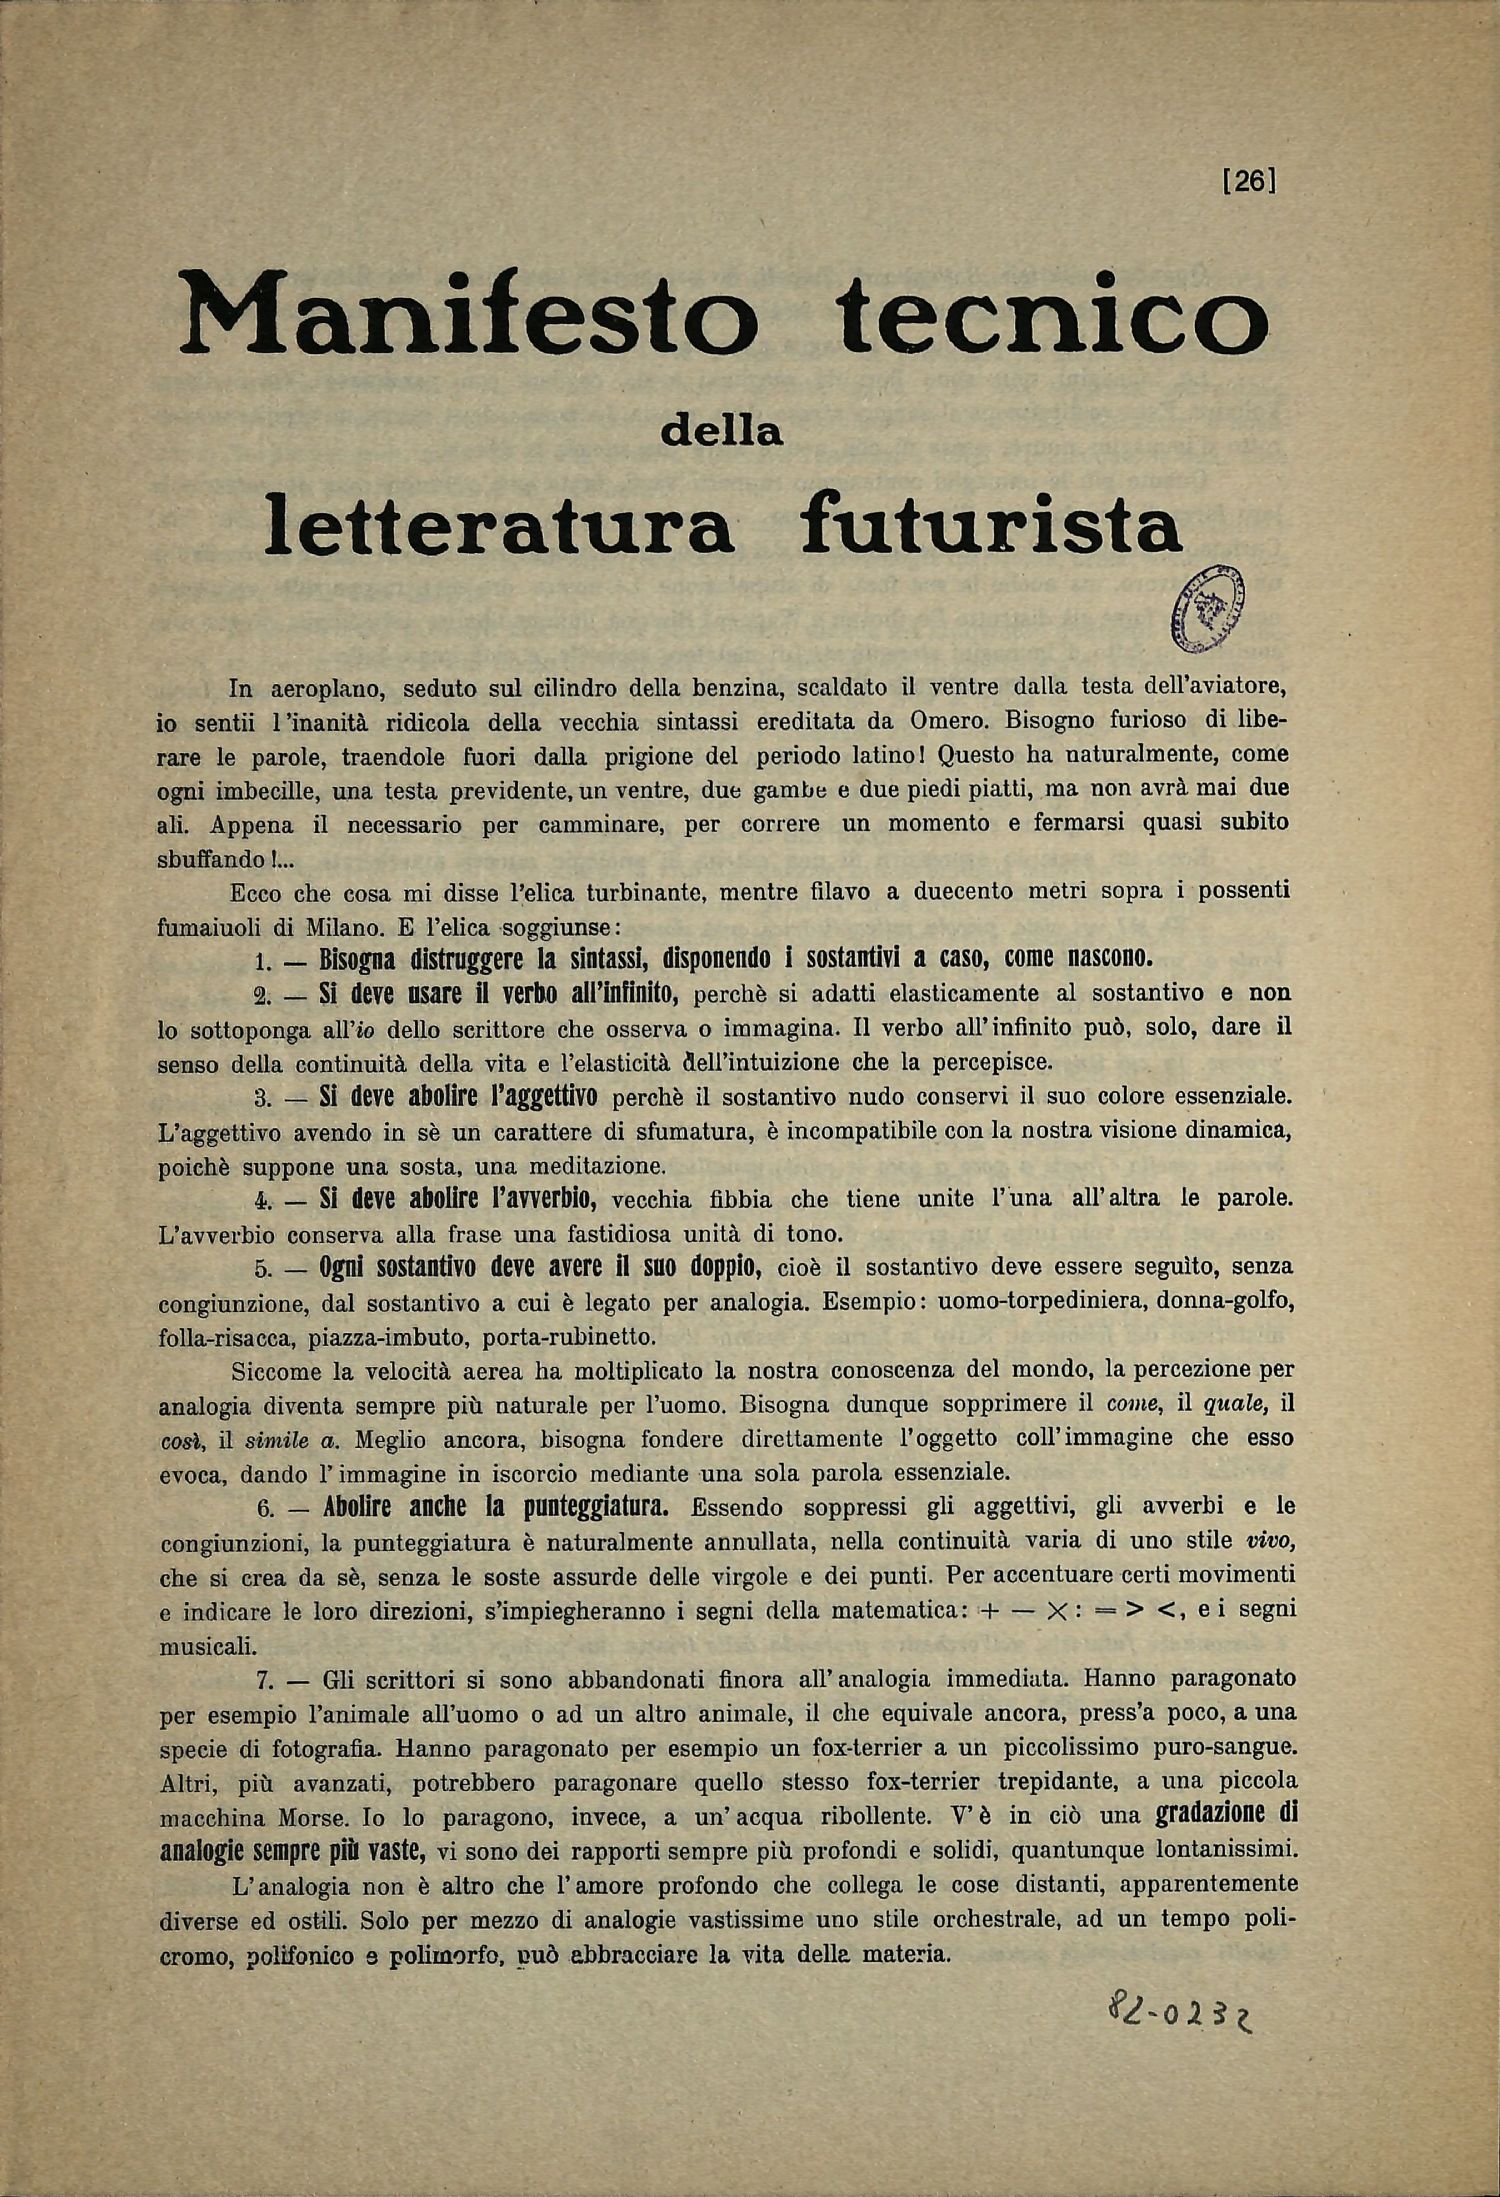 [26]
Manifesto tecnico
della
letteratura futurista
In aeroplano, seduto sul cilindro della benzina, scaldato il ventre dalla testa dell'aviatore,
io sentii l'inanità ridicola della vecchia sintassi ereditata da Omero. Bisogno furioso di libe-
rare le parole, traendole fuori dalla prigione del periodo latino! Questo ha naturalmente, come
ogni imbecille, una testa previdente, un ventre, due gambe e due piedi piatti, ma non avrà mai due
ali. Appena il necessario per camminare, per correre un momento e fermarsi quasi subito
sbuffando!...
Ecco che cosa mi disse l'elica turbinante, mentre filavo a duecento metri sopra i possenti
fumaiuoli di Milano. E l'elica soggiunse:
1. — Bisogna distruggere la sintassi, disponendo i sostantivi a caso, come nascono.
2. — Si deve usare il verbo all'infinito, perchè si adatti elasticamente al sostantivo e non
lo sottoponga all'io dello scrittore che osserva o immagina. Il verbo all'infinito può, solo, dare il
senso della continuità della vita e l'elasticità dell'intuizione che la percepisce.
3. — Si deve abolire l'aggettivo perchè il sostantivo nudo conservi il suo colore essenziale.
L'aggettivo avendo in sè un carattere di sfumatura, è incompatibile con la nostra visione dinamica,
poichè suppone una sosta, una meditazione.
4. — Si deve abolire l'avverbio, vecchia fibbia che tiene unite l'una all'altra le parole.
L'avverbio conserva alla frase una fastidiosa unità di tono.
5. — Ogni sostantivo deve avere il suo doppio, cioè il sostantivo deve essere seguìto, senza
congiunzione, dal sostantivo a cui è legato per analogia. Esempio: uomo-torpediniera, donna-golfo,
folla-risacca, piazza-imbuto, porta-rubinetto.
Siccome la velocità aerea ha moltiplicato la nostra conoscenza del mondo, la percezione per
analogia diventa sempre più naturale per l'uomo. Bisogna dunque sopprimere il come, il quale, il
così, il simile a. Meglio ancora, bisogna fondere direttamente l'oggetto coll'immagine che esso
evoca, dando l'immagine in iscorcio mediante una sola parola essenziale.
6. — Abolire anche la punteggiatura. Essendo soppressi gli aggettivi, gli avverbi e le
congiunzioni, la punteggiatura è naturalmente annullata, nella continuità varia di uno stile vivo,
che si crea da sè, senza le soste assurde delle virgole e dei punti. Per accentuare certi movimenti
e indicare le loro direzioni, s'impiegheranno i segni della matematica: + — × : = > <, e i segni
musicali.
7. — Gli scrittori si sono abbandonati finora all'analogia immediata. Hanno paragonato
per esempio l'animale all'uomo o ad un altro animale, il che equivale ancora, press'a poco, a una
specie di fotografia. Hanno paragonato per esempio un fox-terrier a un piccolissimo puro-sangue.
Altri, più avanzati, potrebbero paragonare quello stesso fox-terrier trepidante, a una piccola
macchina Morse. Io lo paragono, invece, a un'acqua ribollente. V'è in ciò una gradazione di
analogie sempre più vaste, vi sono dei rapporti sempre più profondi e solidi, quantunque lontanissimi.
L'analogia non è altro che l'amore profondo che collega le cose distanti, apparentemente
diverse ed ostili. Solo per mezzo di analogie vastissime uno stile orchestrale, ad un tempo poli-
cromo, polifonico e polimorfo, può abbracciare la vita della materia.
82-0232